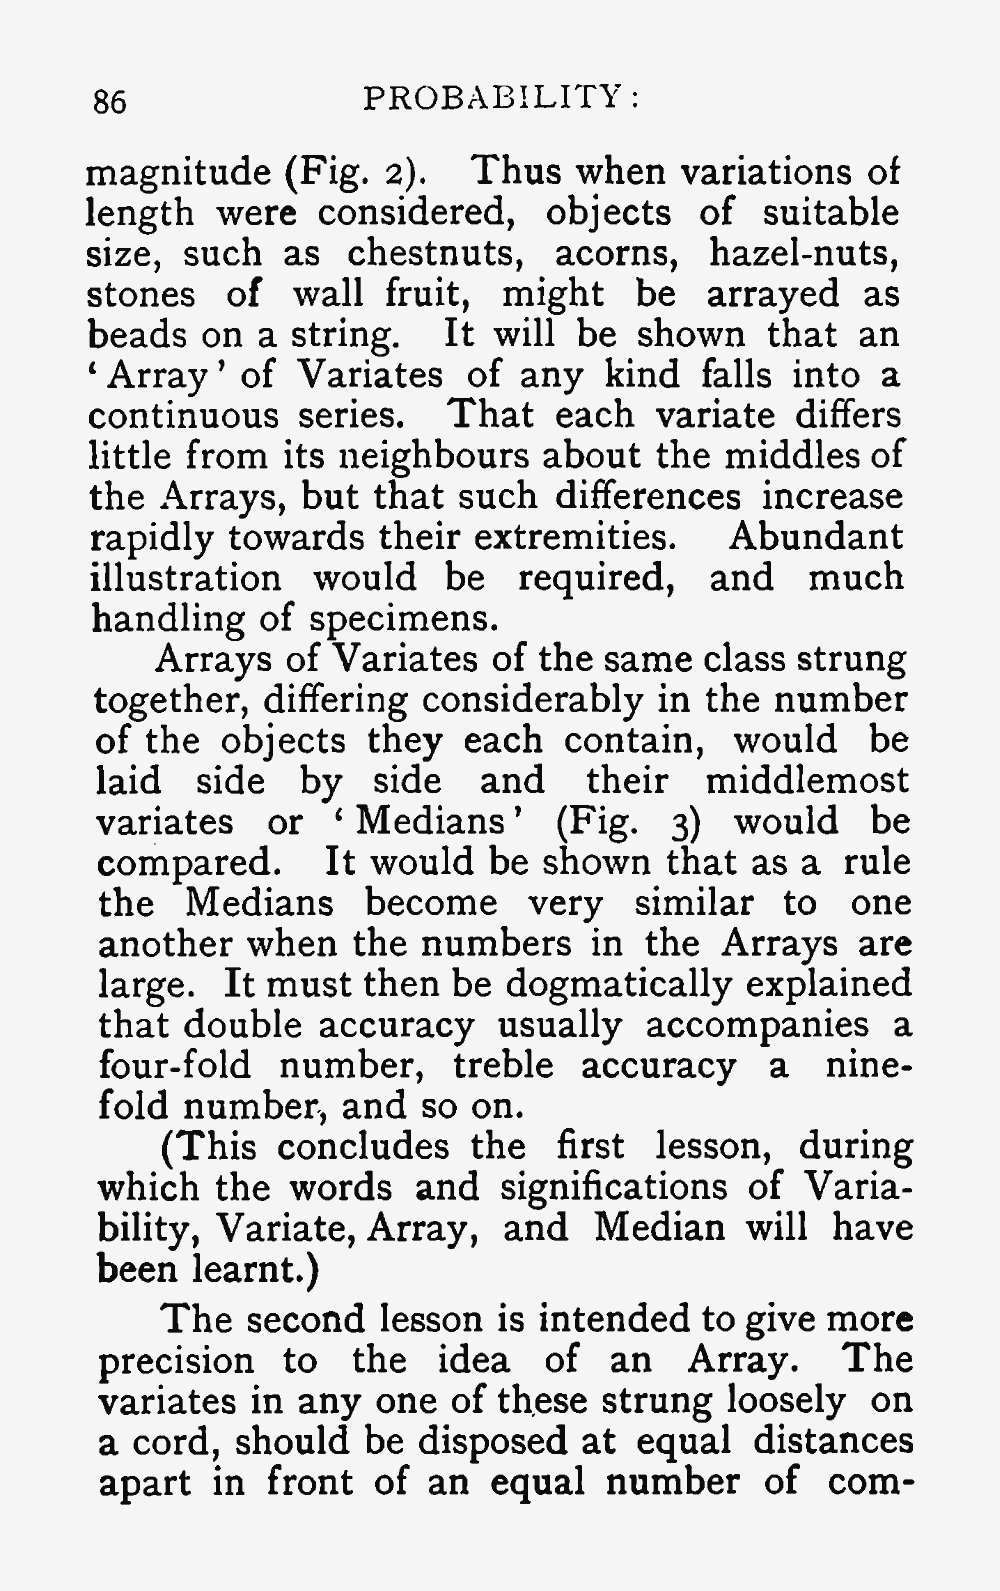 86 PROBABILITY:
magnitude (Fig. 2). Thus when variations of
length were considered, objects of suitable
size, such as chestnuts, acorns, hazel-nuts,
stones of wall fruit, might be arrayed as
beads on a string. It will be shown that an
‘Array’ of Variates of any kind falls into a
continuous series. That each variate differs
little from its neighbours about the middles of
the Arrays, but that such differences increase
rapidly towards their extremities. Abundant
illustration would be required, and much
handling of specimens.
Arrays of Variates of the same class strung
together, differing considerably in the number
of the objects they each contain, would be
laid side by side and their middlemost
variates or ‘Medians’ (Fig. 3) would be
compared. It would be shown that as a rule
the Medians become very similar to one
another when the numbers in the Arrays are
large. It must then be dogmatically explained
that double accuracy usually accompanies a
four-fold number, treble accuracy a nine-
fold number, and so on.
(This concludes the first lesson, during
which the words and significations of Varia-
bility, Variate, Array, and Median will have
been learnt.)
The second lesson is intended to give more
precision to the idea of an Array. The
variates in any one of these strung loosely on
a cord, should be disposed at equal distances
apart in front of an equal number of com-